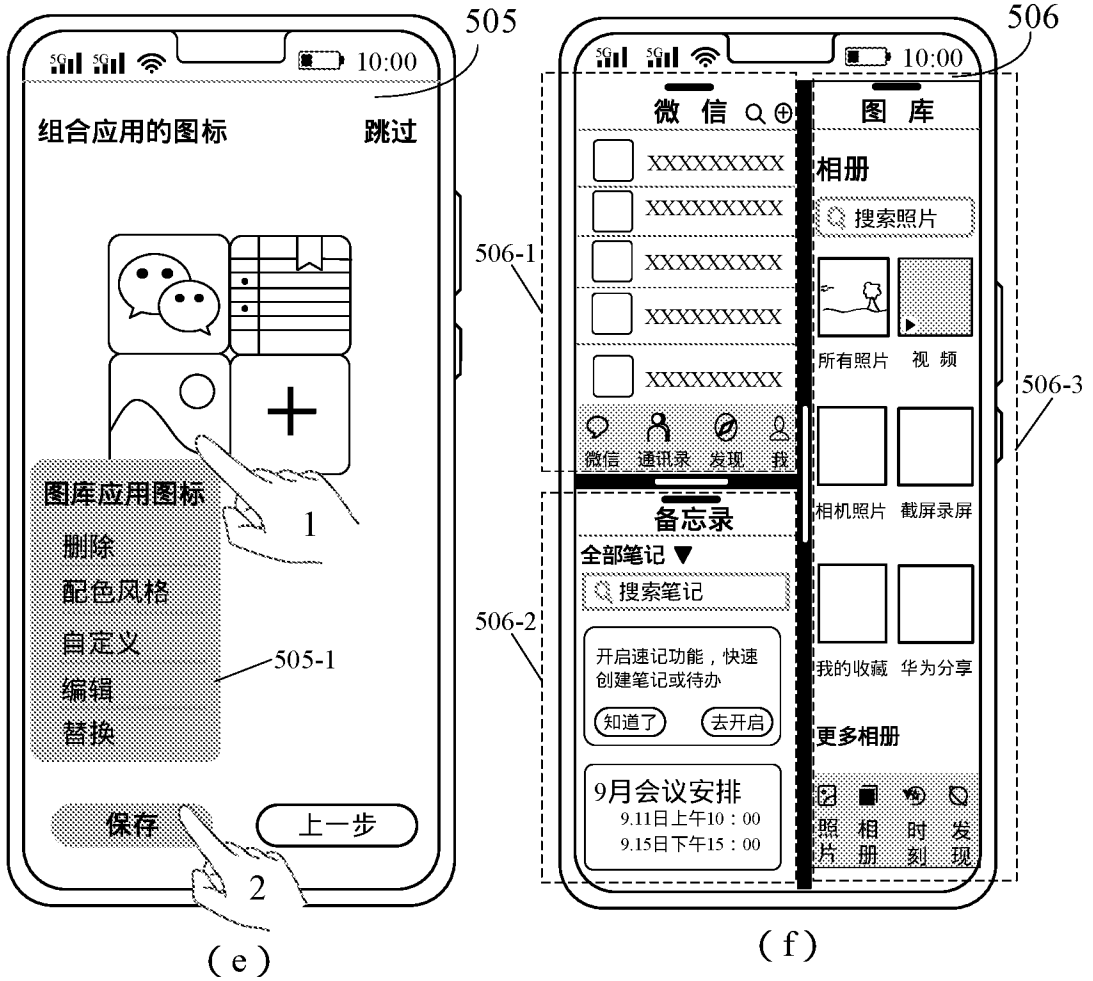 505
5G 5G 10:00
组合应用的图标 跳过
图库应用图标
删除
配色风格
自定义
编辑
替换
505-1
1
保存 上一步
2
(e)
506
5G 5G 10:00
506-1
微 信
XXXXXXXXX
XXXXXXXXX
XXXXXXXXX
XXXXXXXXX
XXXXXXXXX
微信 通讯录 发现 我
506-2
备忘录
全部笔记 ▼
搜索笔记
开启速记功能，快速
创建笔记或待办
知道了 去开启
9月会议安排
9.11日上午10：00
9.15日下午15：00
506-3
图 库
相册
搜索照片
所有照片 视 频
相机照片 截屏录屏
我的收藏 华为分享
更多相册
照片 相册 时刻 发现
(f)